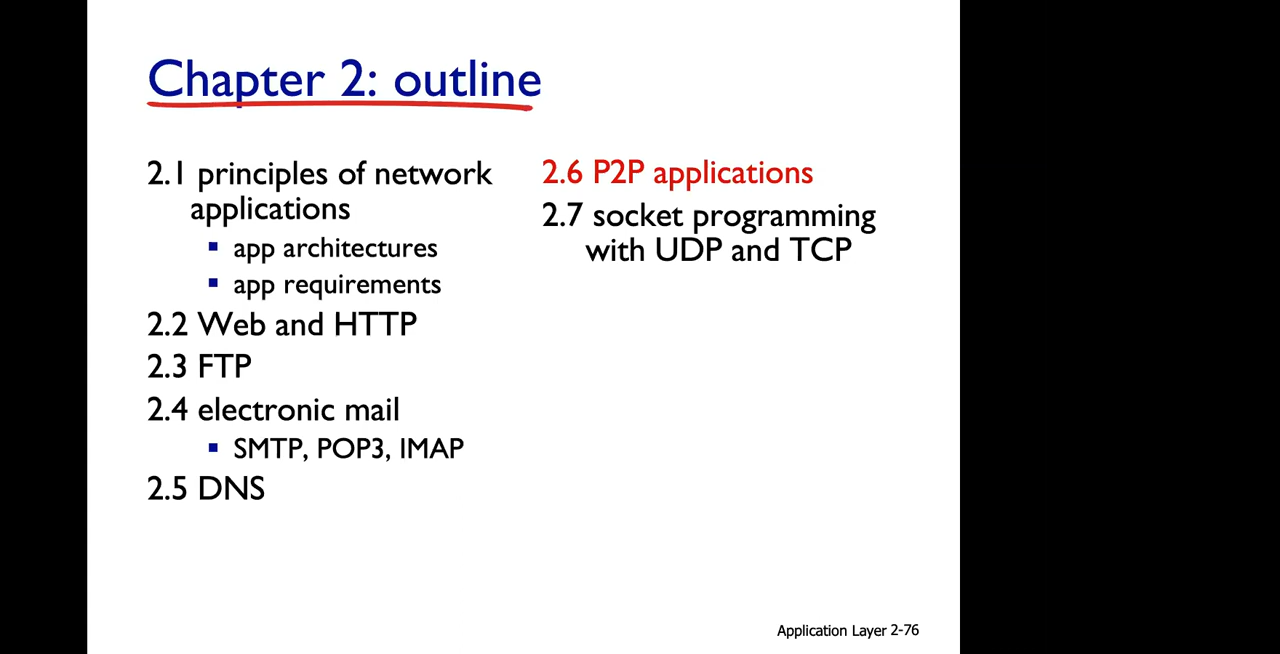 Chapter 2: outline
2.1 principles of network
applications
▪ app architectures
▪ app requirements
2.2 Web and HTTP
2.3 FTP
2.4 electronic mail
▪ SMTP, POP3, IMAP
2.5 DNS
2.6 P2P applications
2.7 socket programming
with UDP and TCP
Application Layer 2-76